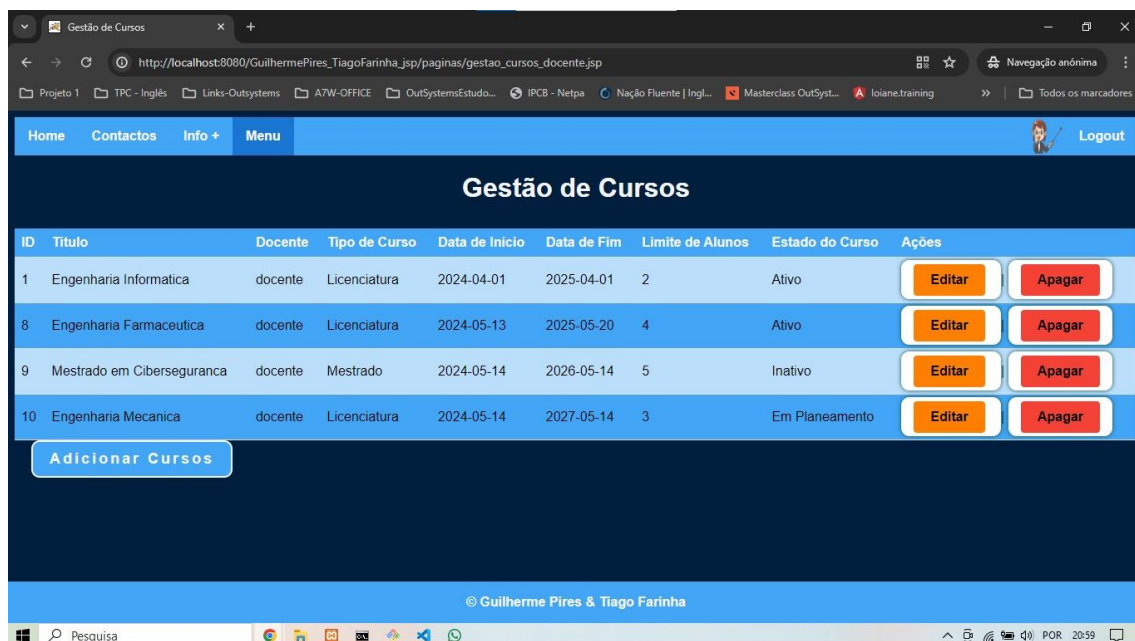 Gestão de Cursos
http://localhost:8080/GuilhermePires_TiagoFarinha_jsp/paginas/gestao_cursos_docente.jsp Navegação anónima
Projeto 1 TPC - Inglês Links-Outsystems A7W-OFFICE OutSystemsEstudo... IPCB - Netpa Nação Fluente | Ingl... Masterclass OutSyst... loiane.training » Todos os marcadores
Home Contactos Info + Menu Logout
Gestão de Cursos
ID Titulo Docente Tipo de Curso Data de Inicio Data de Fim Limite de Alunos Estado do Curso Ações
1 Engenharia Informatica docente Licenciatura 2024-04-01 2025-04-01 2 Ativo Editar | Apagar
8 Engenharia Farmaceutica docente Licenciatura 2024-05-13 2025-05-20 4 Ativo Editar | Apagar
9 Mestrado em Ciberseguranca docente Mestrado 2024-05-14 2026-05-14 5 Inativo Editar | Apagar
10 Engenharia Mecanica docente Licenciatura 2024-05-14 2027-05-14 3 Em Planeamento Editar | Apagar
Adicionar Cursos
© Guilherme Pires & Tiago Farinha
Pesquisa POR 20:59